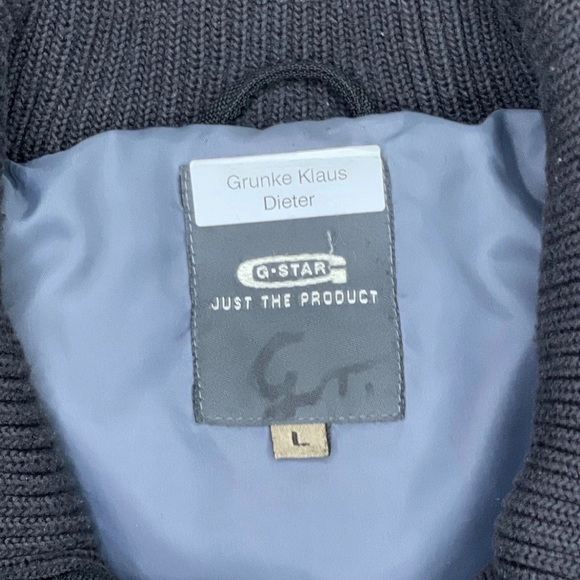 Grunke Klaus
Dieter
G-STAR
JUST THE PRODUCT
L